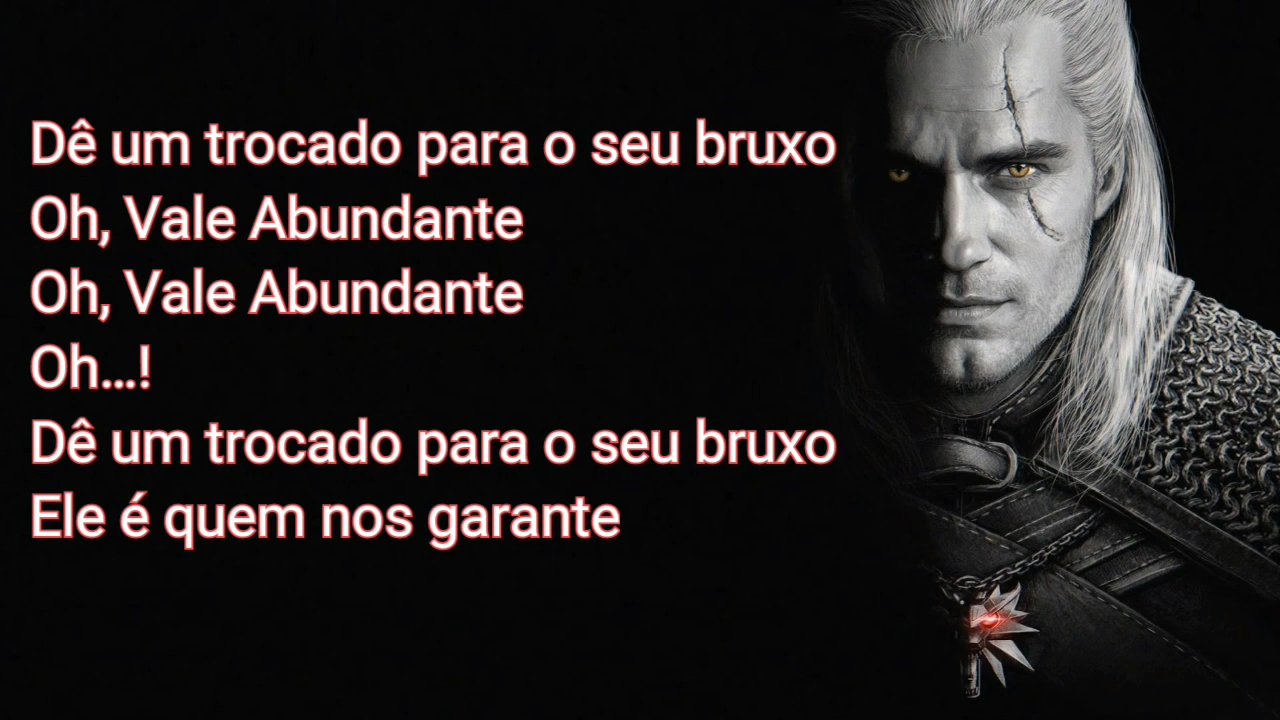 Dê um trocado para o seu bruxo
Oh, Vale Abundante
Oh, Vale Abundante
Oh...!
Dê um trocado para o seu bruxo
Ele é quem nos garante